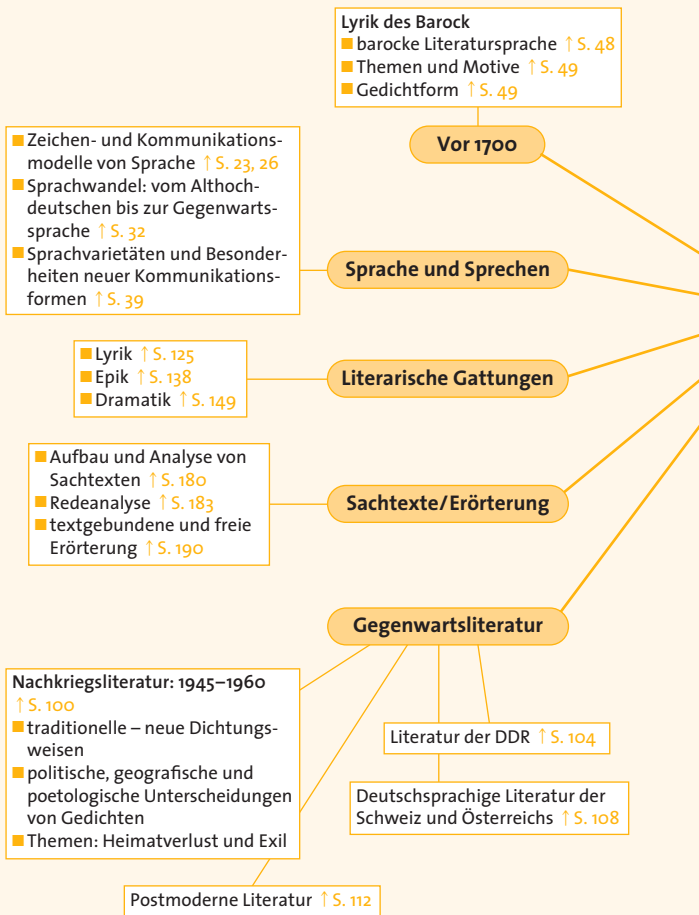 Lyrik des Barock
■ barocke Literatursprache ↑ S. 48
■ Themen und Motive ↑ S. 49
■ Gedichtform ↑ S. 49
Vor 1700
■ Zeichen- und Kommunikations-
modelle von Sprache ↑ S. 23, 26
■ Sprachwandel: vom Althoch-
deutschen bis zur Gegenwarts-
sprache ↑ S. 32
■ Sprachvarietäten und Besonder-
heiten neuer Kommunikations-
formen ↑ S. 39
Sprache und Sprechen
■ Lyrik ↑ S. 125
■ Epik ↑ S. 138
■ Dramatik ↑ S. 149
Literarische Gattungen
■ Aufbau und Analyse von
Sachtexten ↑ S. 180
■ Redeanalyse ↑ S. 183
■ textgebundene und freie
Erörterung ↑ S. 190
Sachtexte/Erörterung
Gegenwartsliteratur
Nachkriegsliteratur: 1945–1960
↑ S. 100
■ traditionelle – neue Dichtungs-
weisen
■ politische, geografische und
poetologische Unterscheidungen
von Gedichten
■ Themen: Heimatverlust und Exil
Literatur der DDR ↑ S. 104
Deutschsprachige Literatur der
Schweiz und Österreichs ↑ S. 108
Postmoderne Literatur ↑ S. 112